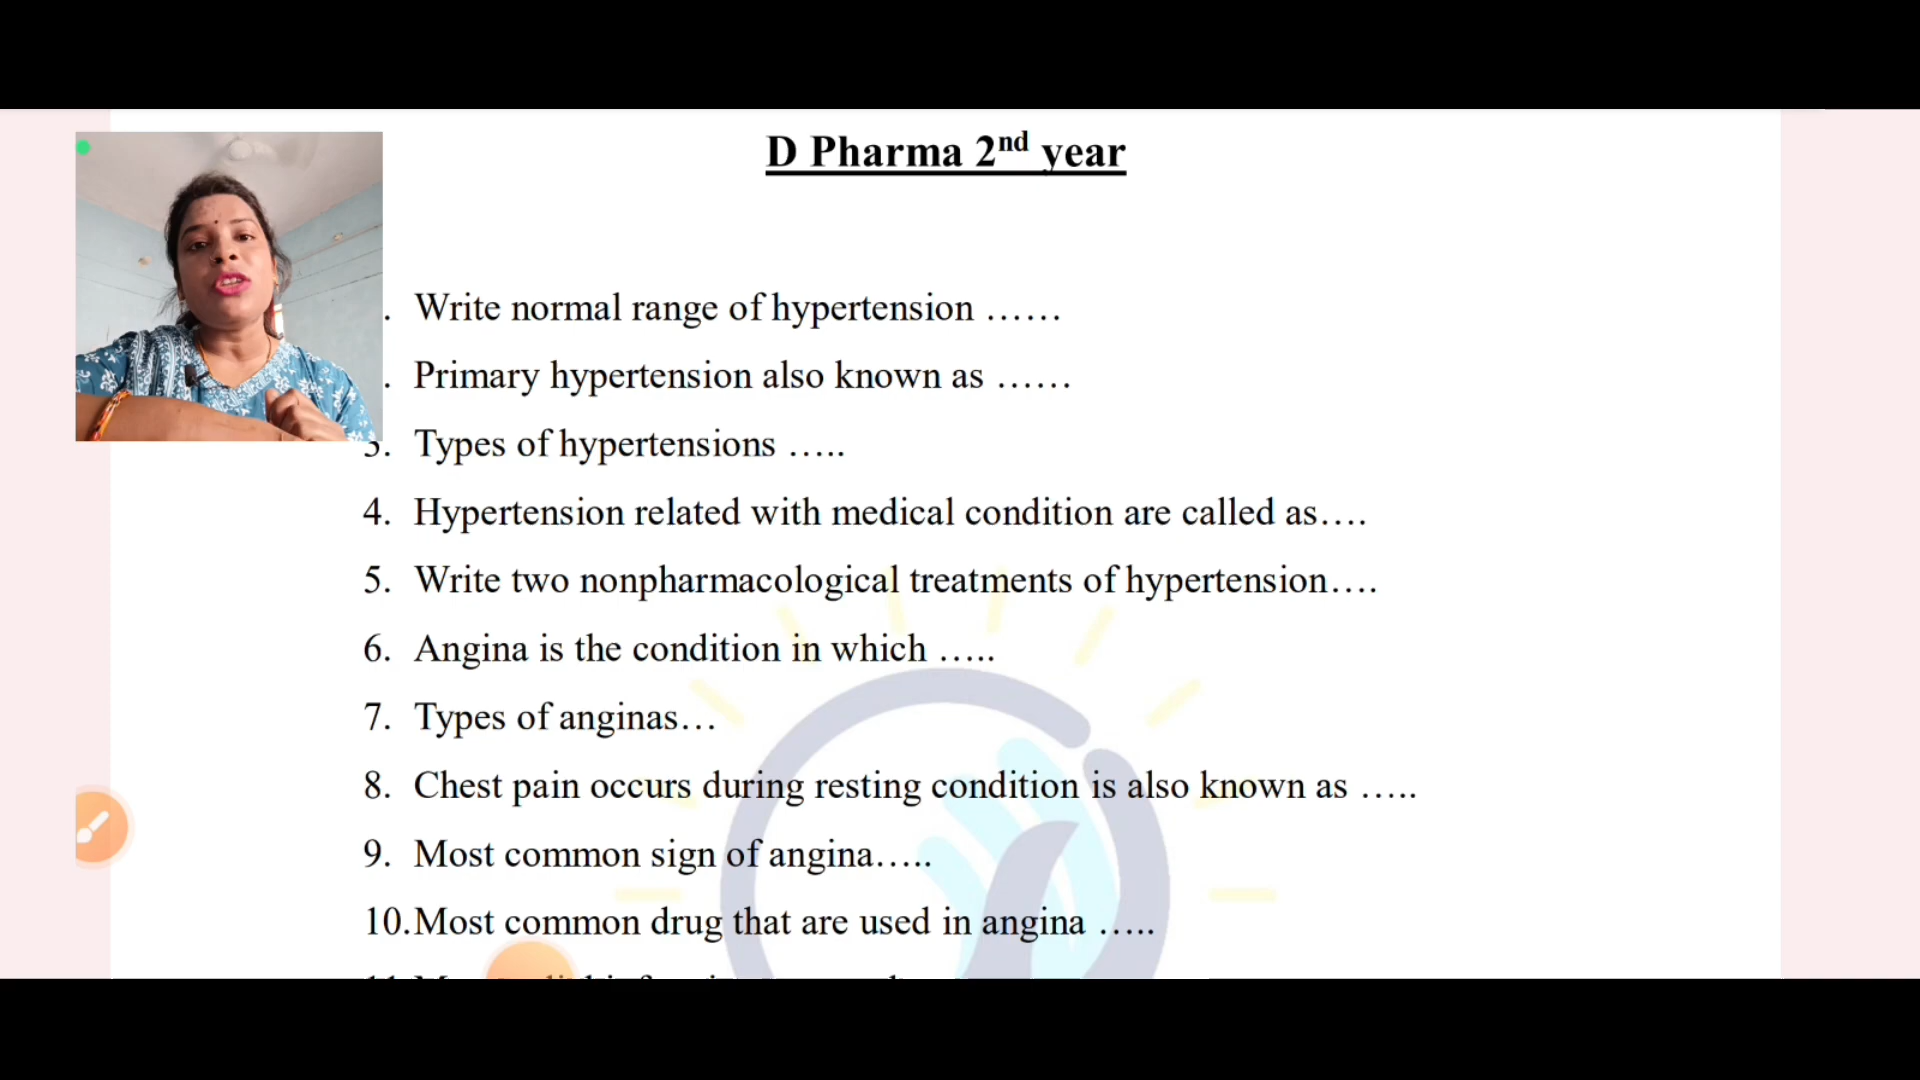 D Pharma 2nd year
. Write normal range of hypertension ……
. Primary hypertension also known as ……
3. Types of hypertensions …..
4. Hypertension related with medical condition are called as….
5. Write two nonpharmacological treatments of hypertension….
6. Angina is the condition in which …..
7. Types of anginas…
8. Chest pain occurs during resting condition is also known as …..
9. Most common sign of angina…..
10.Most common drug that are used in angina …..